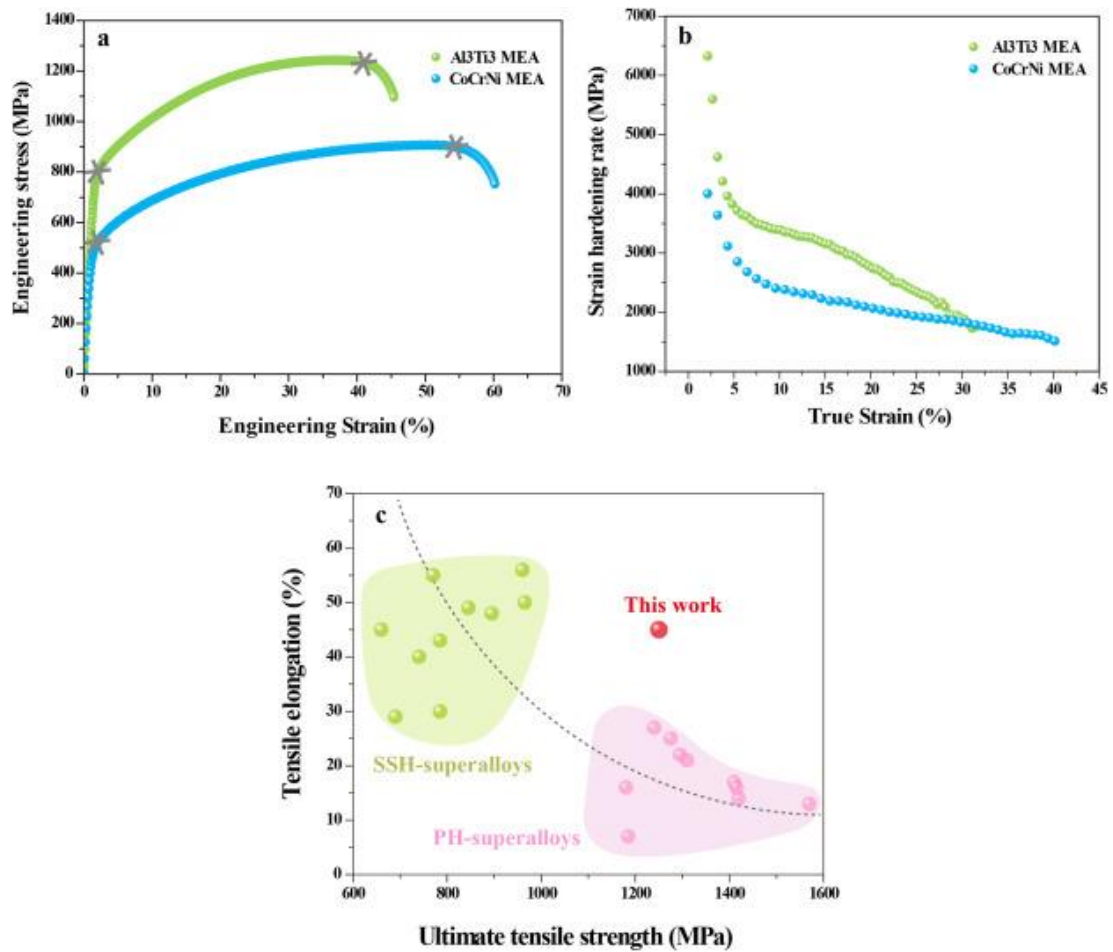 a
1400
1200
1000
800
600
400
200
0
0 10 20 30 40 50 60 70
Engineering stress (MPa)
Engineering Strain (%)
Al3Ti3 MEA
CoCrNi MEA
b
7000
6000
5000
4000
3000
2000
1000
0 5 10 15 20 25 30 35 40 45
Strain hardening rate (MPa)
True Strain (%)
Al3Ti3 MEA
CoCrNi MEA
c
70
60
50
40
30
20
10
0
600 800 1000 1200 1400 1600
Tensile elongation (%)
Ultimate tensile strength (MPa)
This work
SSH-superalloys
PH-superalloys